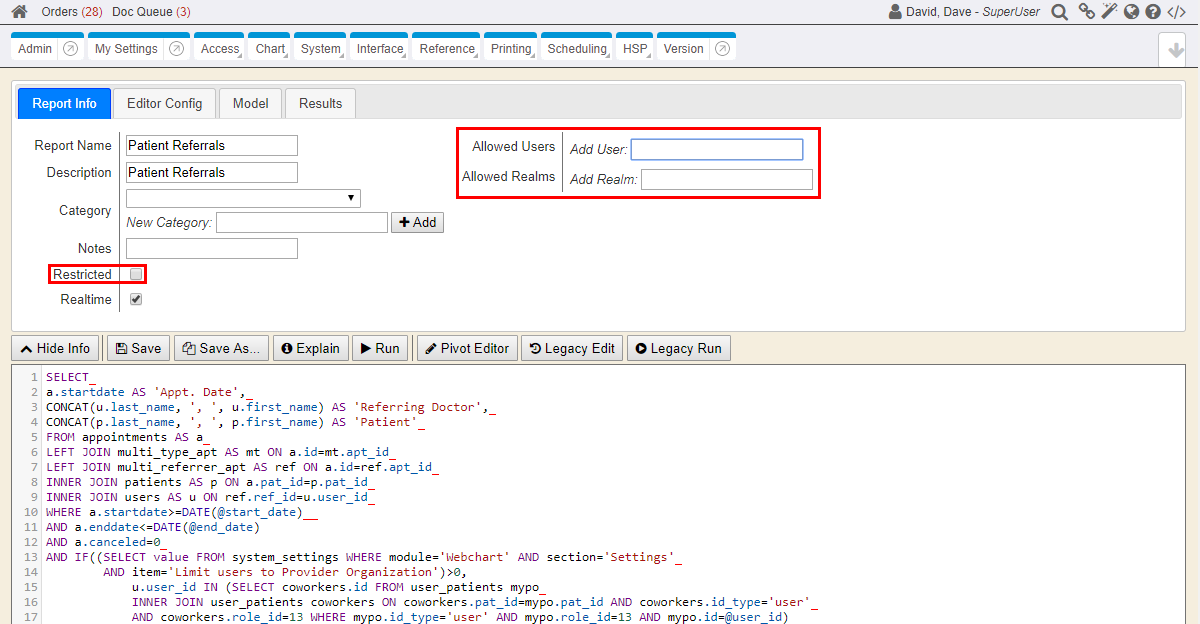 Orders (28) Doc Queue (3) David, Dave - SuperUser
Admin My Settings Access Chart System Interface Reference Printing Scheduling HSP Version
Report Info Editor Config Model Results
Report Name Patient Referrals
Description Patient Referrals
Category
New Category: Add
Notes
Restricted
Realtime
Allowed Users Add User:
Allowed Realms Add Realm:
Hide Info Save Save As... Explain Run Pivot Editor Legacy Edit Legacy Run
1 SELECT_
2 a.startdate AS 'Appt. Date',_
3 CONCAT(u.last_name, ', ', u.first_name) AS 'Referring Doctor',_
4 CONCAT(p.last_name, ', ', p.first_name) AS 'Patient'_
5 FROM appointments AS a_
6 LEFT JOIN multi_type_apt AS mt ON a.id=mt.apt_id_
7 LEFT JOIN multi_referrer_apt AS ref ON a.id=ref.apt_id_
8 INNER JOIN patients AS p ON a.pat_id=p.pat_id_
9 INNER JOIN users AS u ON ref.ref_id=u.user_id_
10 WHERE a.startdate>=DATE(@start_date)__
11 AND a.enddate<=DATE(@end_date)
12 AND a.canceled=0_
13 AND IF((SELECT value FROM system_settings WHERE module='Webchart' AND section='Settings'_
14 AND item='Limit users to Provider Organization')>0,
15 u.user_id IN (SELECT coworkers.id FROM user_patients mypo_
16 INNER JOIN user_patients coworkers ON coworkers.pat_id=mypo.pat_id AND coworkers.id_type='user'_
17 AND coworkers.role_id=13 WHERE mypo.id_type='user' AND mypo.role_id=13 AND mypo.id=@user_id)